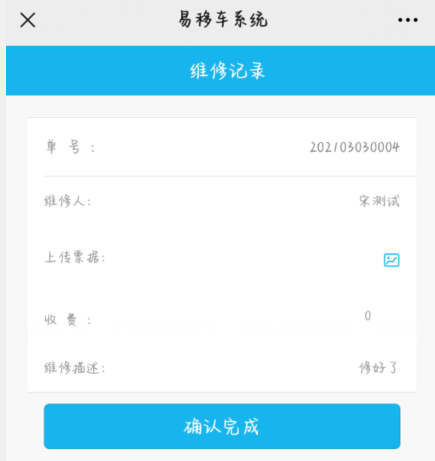 易移车系统
维修记录
单 号： 202103030004
维修人： 宋测试
上传票据：
收 费： 0
维修描述： 修好了
确认完成